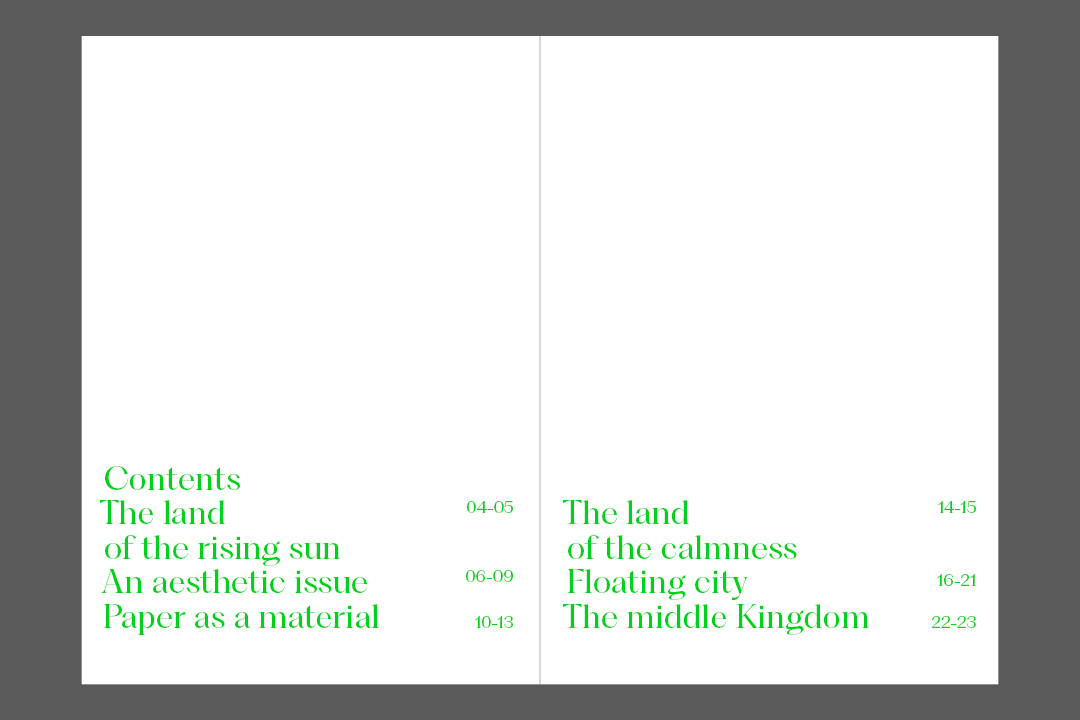 Contents
The land 04-05
of the rising sun
An aesthetic issue 06-09
Paper as a material 10-13
The land 14-15
of the calmness
Floating city 16-21
The middle Kingdom 22-23